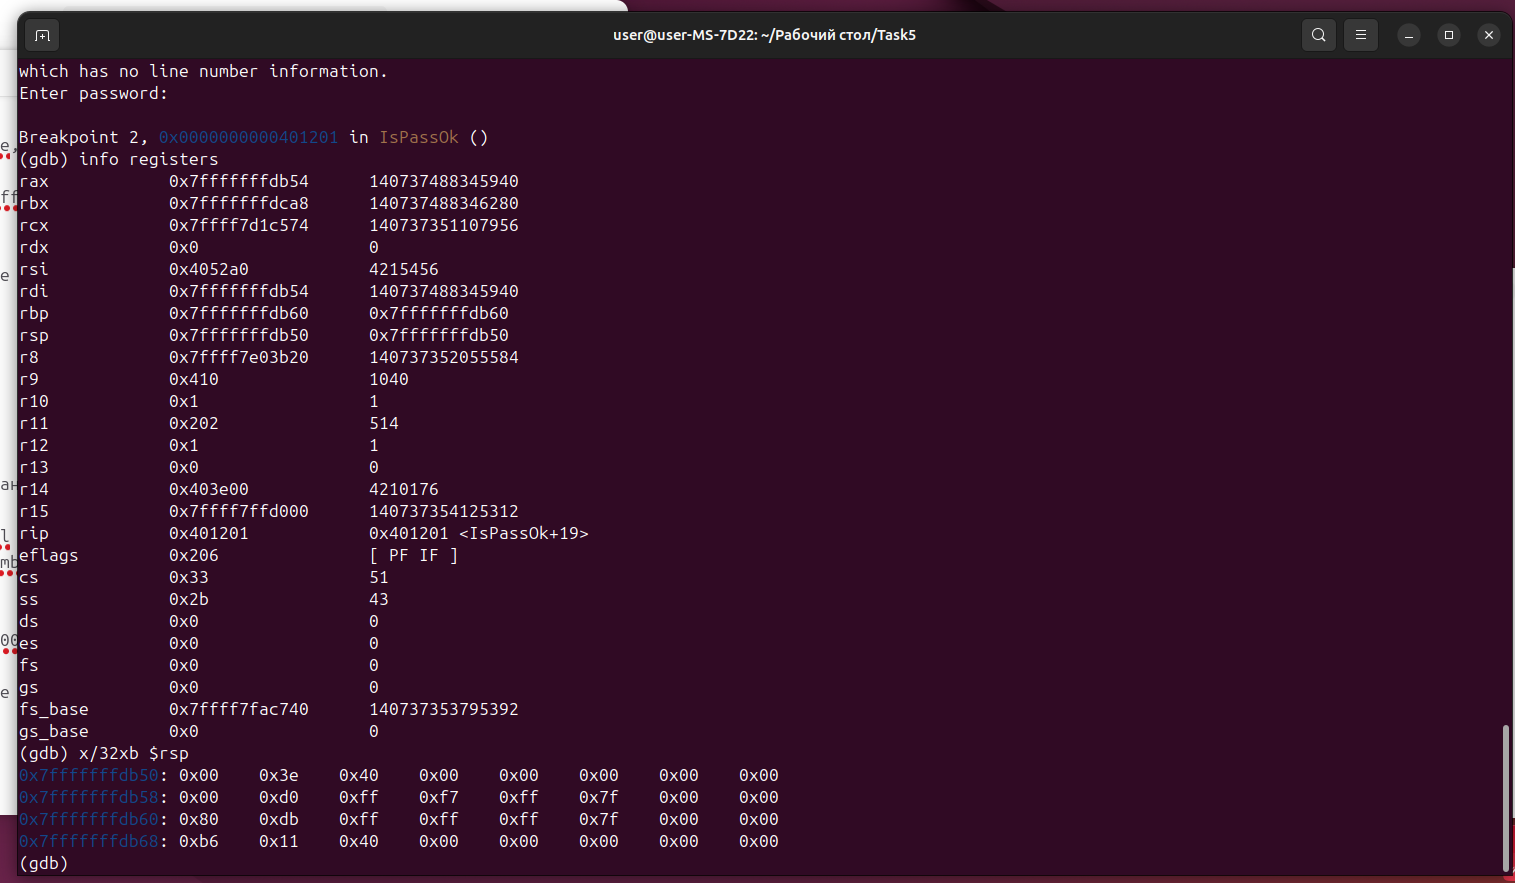 user@user-MS-7D22: ~/Рабочий стол/Task5
which has no line number information.
Enter password:
Breakpoint 2, 0x0000000000401201 in IsPassOk ()
(gdb) info registers
rax 0x7fffffffdb54 140737488345940
rbx 0x7fffffffdca8 140737488346280
rcx 0x7ffff7d1c574 140737351107956
rdx 0x0 0
rsi 0x4052a0 4215456
rdi 0x7fffffffdb54 140737488345940
rbp 0x7fffffffdb60 0x7fffffffdb60
rsp 0x7fffffffdb50 0x7fffffffdb50
r8 0x7ffff7e03b20 140737352055584
r9 0x410 1040
r10 0x1 1
r11 0x202 514
r12 0x1 1
r13 0x0 0
r14 0x403e00 4210176
r15 0x7ffff7ffd000 140737354125312
rip 0x401201 0x401201 <IsPassOk+19>
eflags 0x206 [ PF IF ]
cs 0x33 51
ss 0x2b 43
ds 0x0 0
es 0x0 0
fs 0x0 0
gs 0x0 0
fs_base 0x7ffff7fac740 140737353795392
gs_base 0x0 0
(gdb) x/32xb $rsp
0x7fffffffdb50: 0x00 0x3e 0x40 0x00 0x00 0x00 0x00 0x00
0x7fffffffdb58: 0x00 0xd0 0xff 0xf7 0xff 0x7f 0x00 0x00
0x7fffffffdb60: 0x80 0xdb 0xff 0xff 0xff 0x7f 0x00 0x00
0x7fffffffdb68: 0xb6 0x11 0x40 0x00 0x00 0x00 0x00 0x00
(gdb)